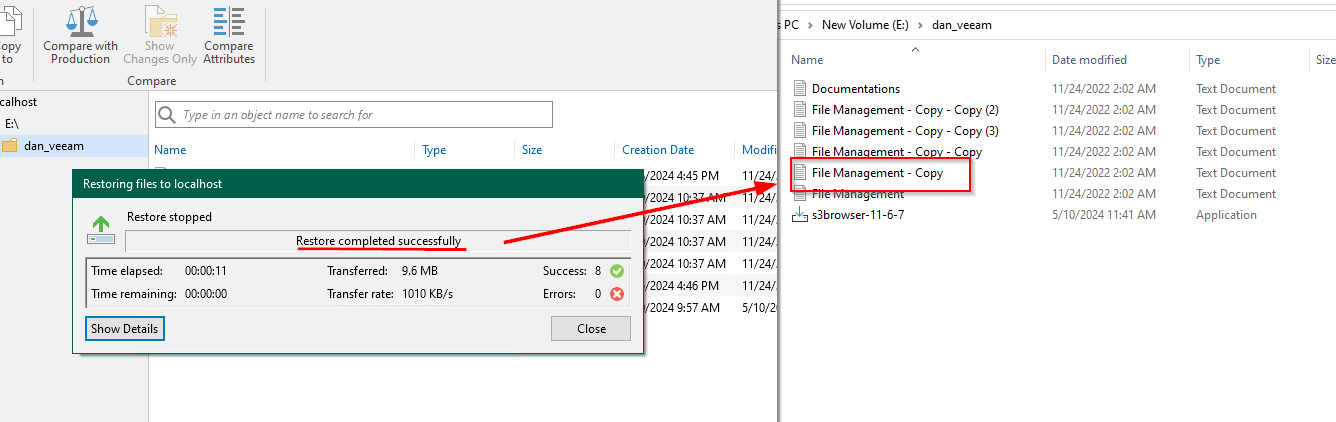 opy
to
Compare with
Production
Show
Changes Only
Compare
Attributes
n
Compare
calhost
E:\
dan_veeam
Type in an object name to search for
Name Type Size Creation Date Modifi
2024 4:45 PM 11/24/
2024 10:37 AM 11/24/
2024 10:37 AM 11/24/
2024 10:37 AM 11/24/
2024 10:37 AM 11/24/
2024 4:46 PM 11/24/
2024 9:57 AM 5/10/20
Restoring files to localhost
Restore stopped
Restore completed successfully
Time elapsed: 00:00:11 Transferred: 9.6 MB Success: 8
Time remaining: 00:00:00 Transfer rate: 1010 KB/s Errors: 0
Show Details Close
s PC > New Volume (E:) > dan_veeam
Name Date modified Type Size
Documentations 11/24/2022 2:02 AM Text Document
File Management - Copy - Copy (2) 11/24/2022 2:02 AM Text Document
File Management - Copy - Copy (3) 11/24/2022 2:02 AM Text Document
File Management - Copy - Copy 11/24/2022 2:02 AM Text Document
File Management - Copy 11/24/2022 2:02 AM Text Document
File Management 11/24/2022 2:02 AM Text Document
s3browser-11-6-7 5/10/2024 11:41 AM Application